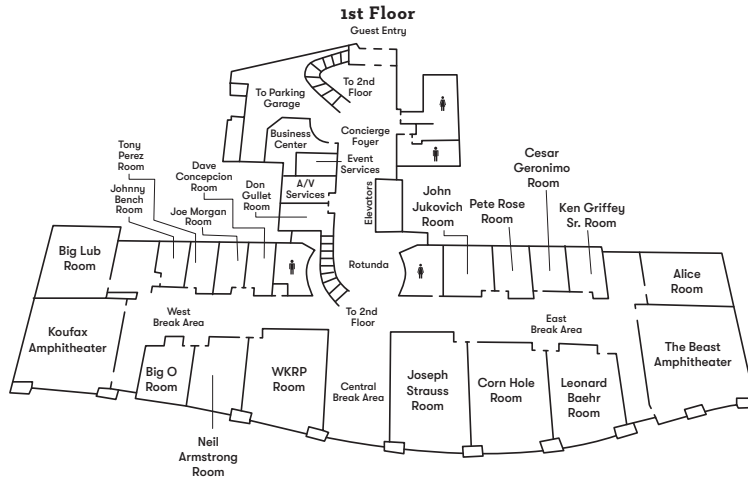 1st Floor
Guest Entry
To 2nd
Floor
To Parking
Garage
Business
Center
Concierge
Foyer
Event
Services
A/V
Services
Elevators
Tony
Perez
Room
Johnny
Bench
Room
Dave
Concepcion
Room
Joe Morgan
Room
Don
Gullet
Room
John
Jukovich
Room
Pete Rose
Room
Cesar
Geronimo
Room
Ken Griffey
Sr. Room
Big Lub
Room
Rotunda
Alice
Room
West
Break Area
To 2nd
Floor
East
Break Area
Koufax
Amphitheater
The Beast
Amphitheater
Big O
Room
WKRP
Room
Central
Break Area
Joseph
Strauss
Room
Corn Hole
Room
Leonard
Baehr
Room
Neil
Armstrong
Room